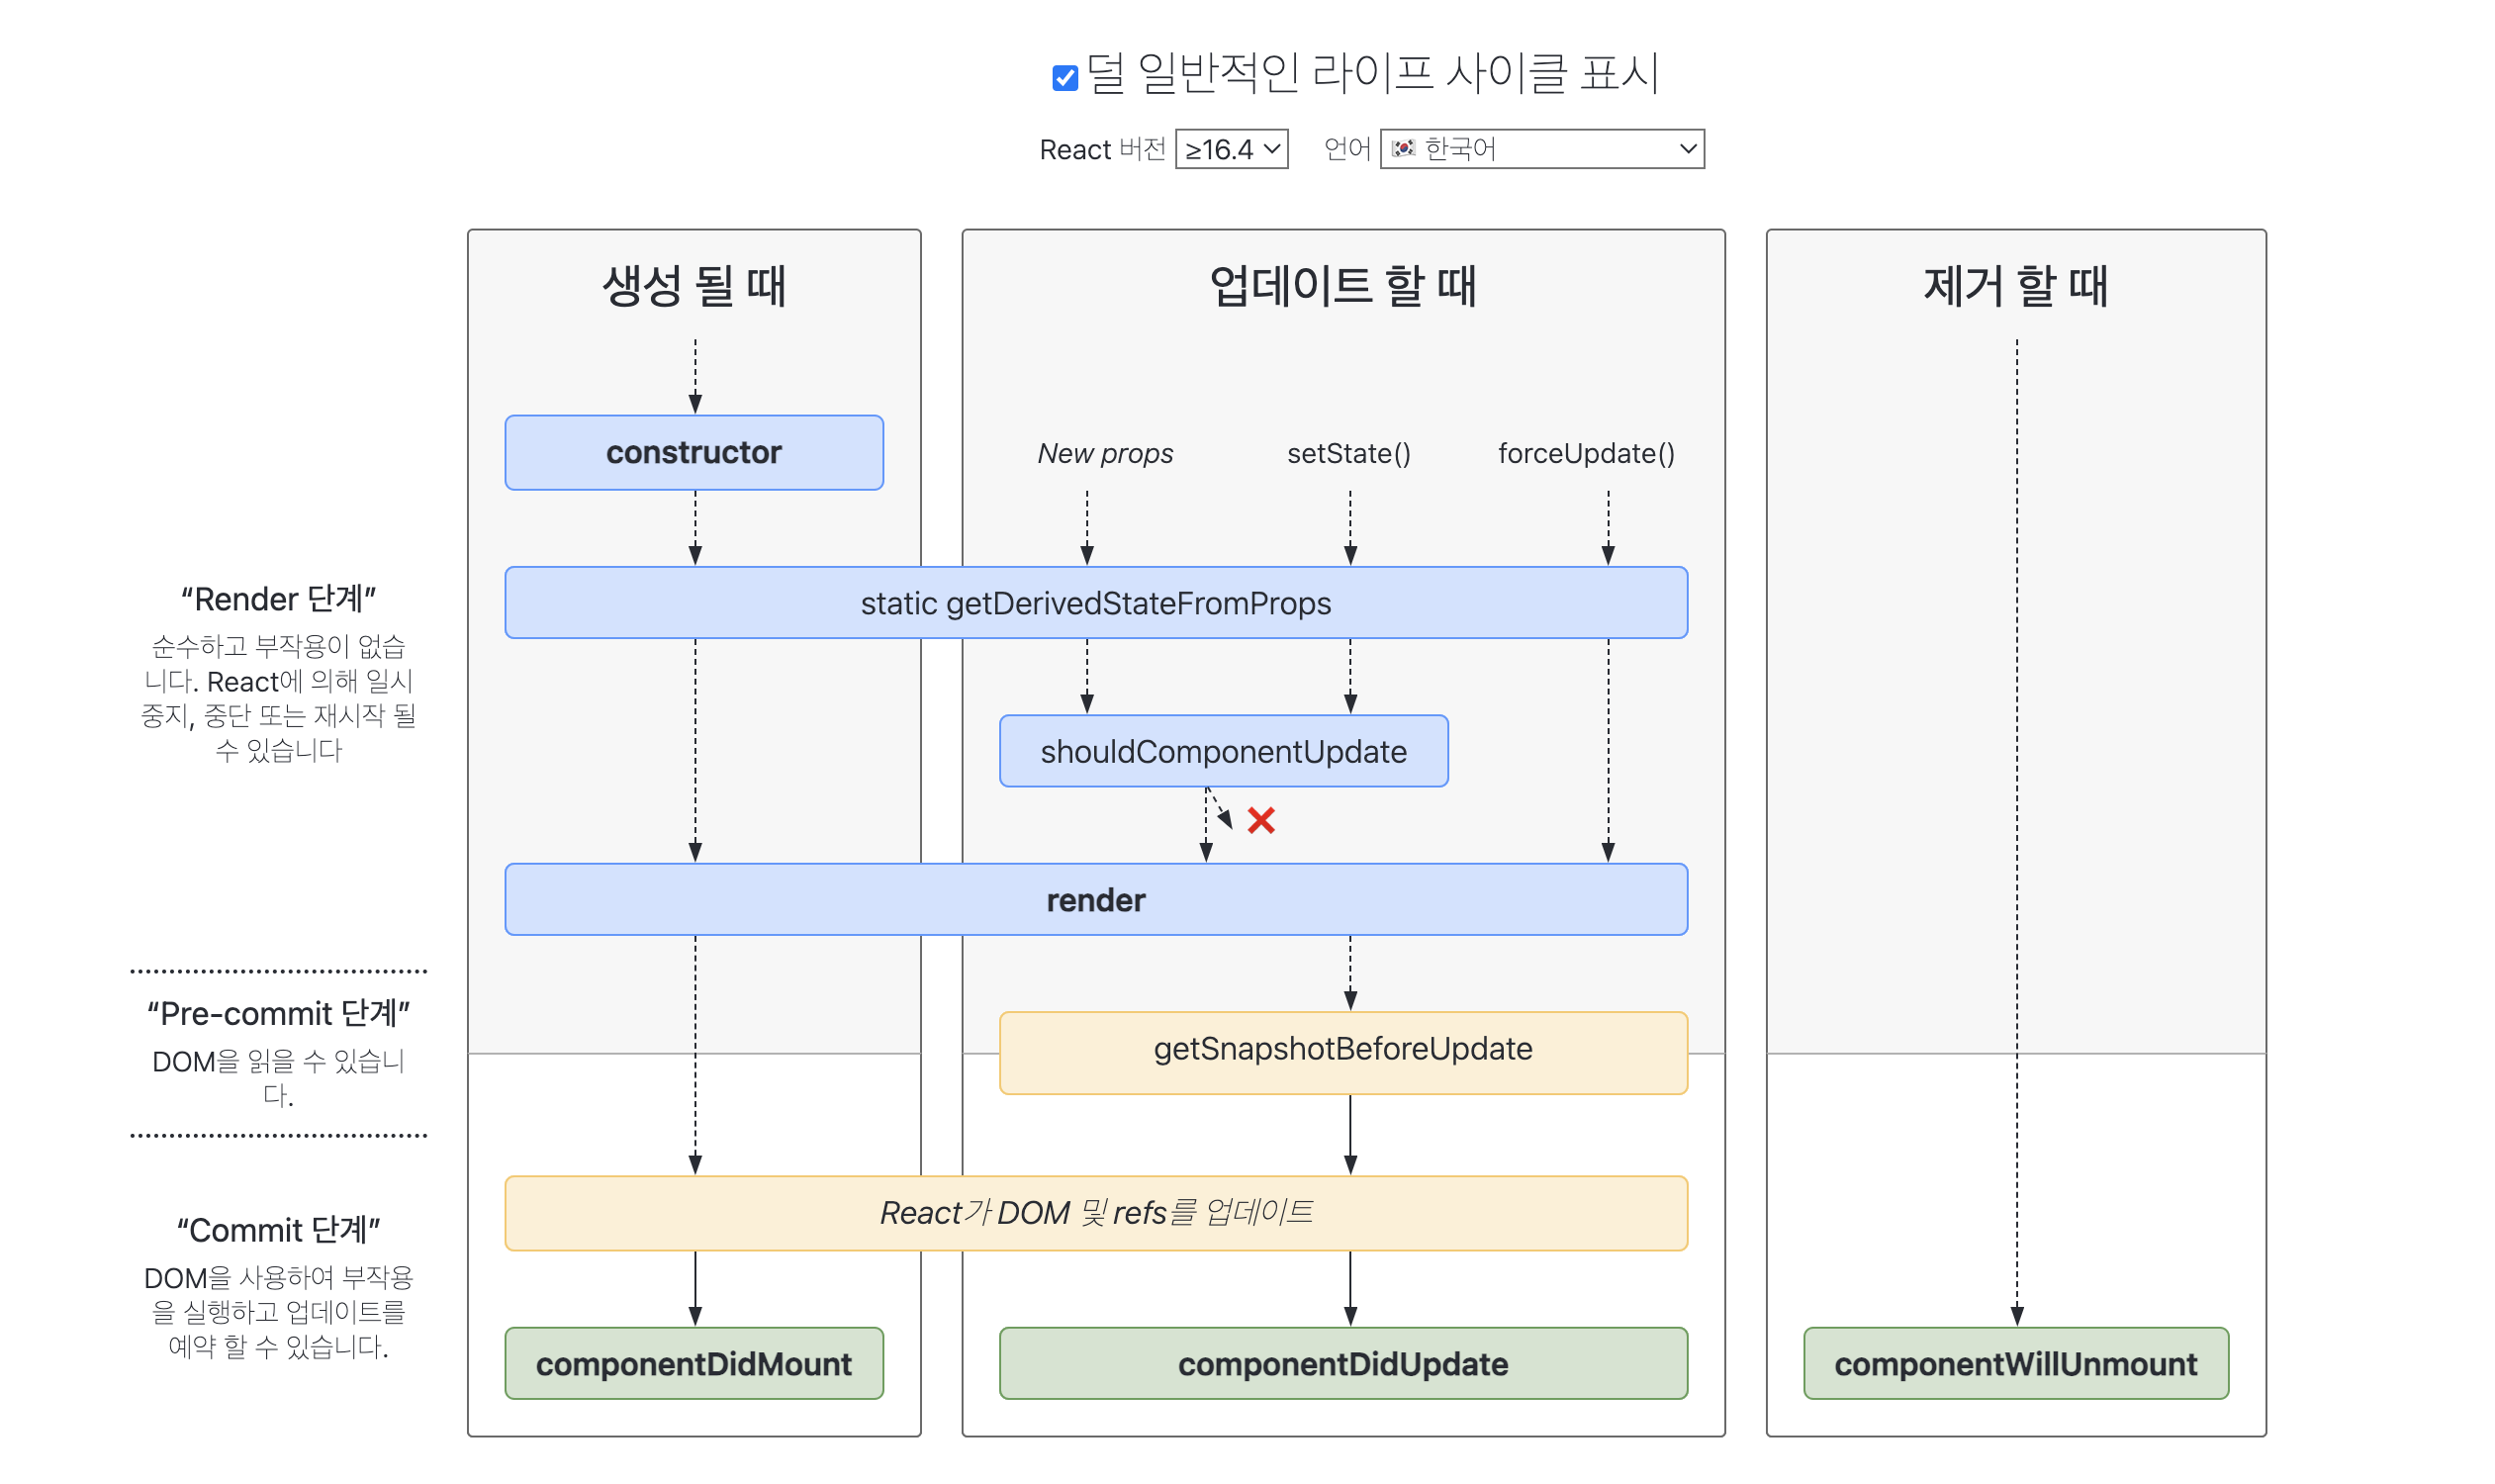 덜 일반적인 라이프 사이클 표시
React 버전 ≥16.4 언어 🇰🇷 한국어
생성 될 때
업데이트 할 때
제거 할 때
constructor
New props
setState()
forceUpdate()
static getDerivedStateFromProps
shouldComponentUpdate
render
getSnapshotBeforeUpdate
React가 DOM 및 refs를 업데이트
componentDidMount
componentDidUpdate
componentWillUnmount
“Render 단계”
순수하고 부작용이 없습
니다. React에 의해 일시
중지, 중단 또는 재시작 될
수 있습니다
“Pre-commit 단계”
DOM을 읽을 수 있습니
다.
“Commit 단계”
DOM을 사용하여 부작용
을 실행하고 업데이트를
예약 할 수 있습니다.